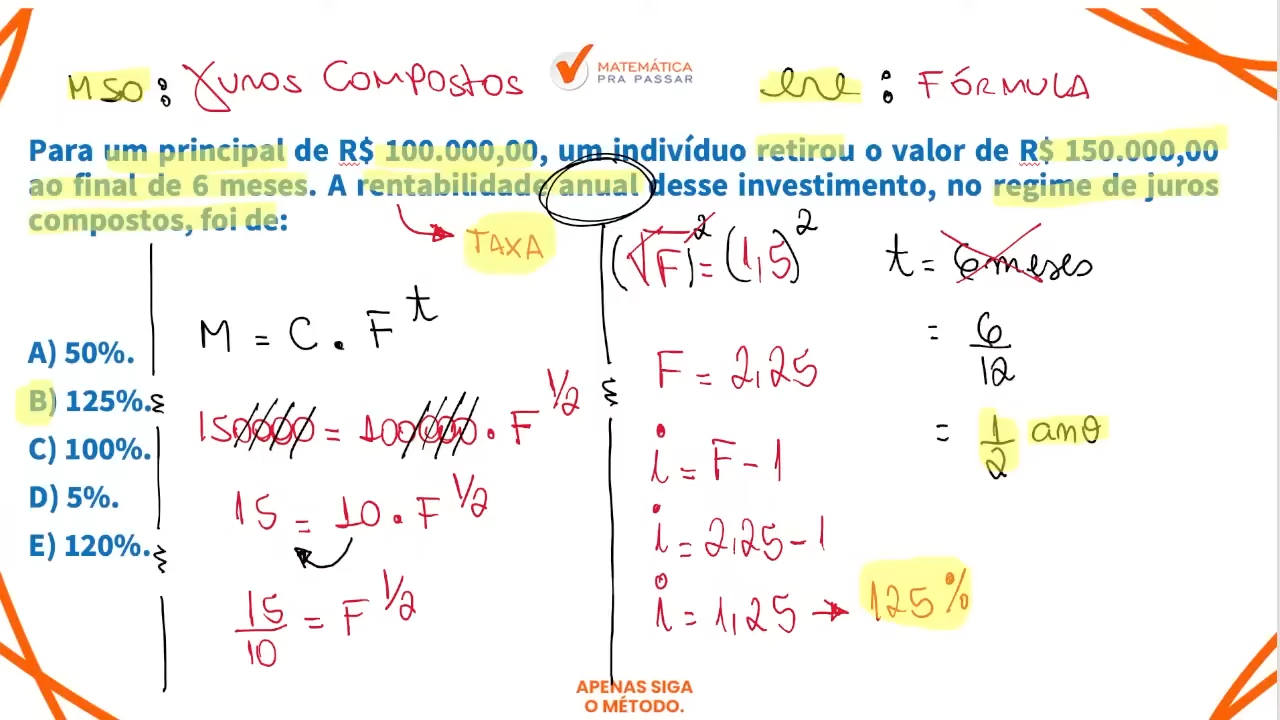 MSO: JUROS COMPOSTOS
MATEMÁTICA
PRA PASSAR
: FÓRMULA
Para um principal de R$ 100.000,00, um indivíduo retirou o valor de R$ 150.000,00
ao final de 6 meses. A rentabilidade anual desse investimento, no regime de juros
compostos, foi de:
TAXA
A) 50%.
B) 125%.
C) 100%.
D) 5%.
E) 120%.
M = C . F^t
150000 = 100000 . F^1/2
15 = 10 . F^1/2
15/10 = F^1/2
(√F)^2 = (1,5)^2
F = 2,25
i = F - 1
i = 2,25 - 1
i = 1,25 → 125%
t = 6 meses
= 6/12
= 1/2 ano
APENAS SIGA
O MÉTODO.